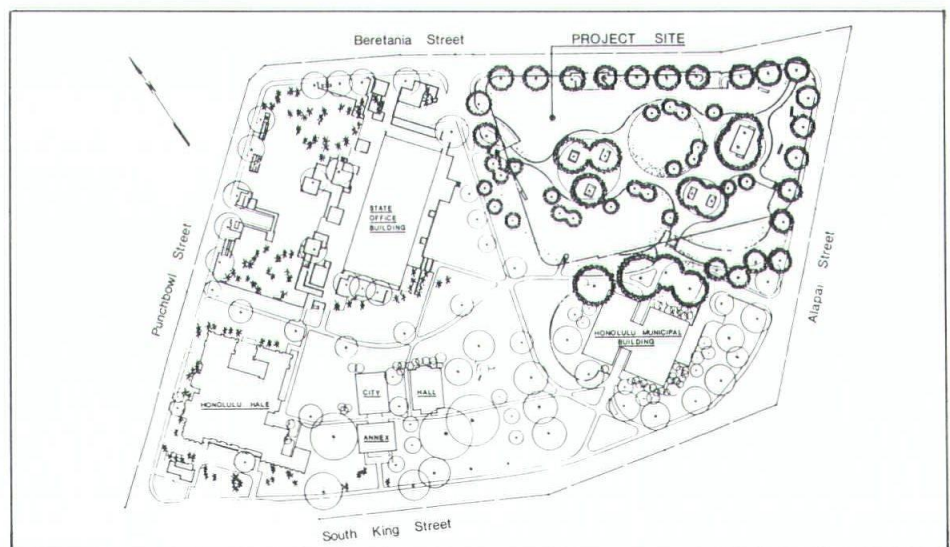 Beretania Street
PROJECT SITE
STATE
OFFICE
BUILDING
Punchbowl Street
Alapai Street
HONOLULU MUNICIPAL
BUILDING
CITY HALL
HONOLULU HALE
ANNEX
South King Street